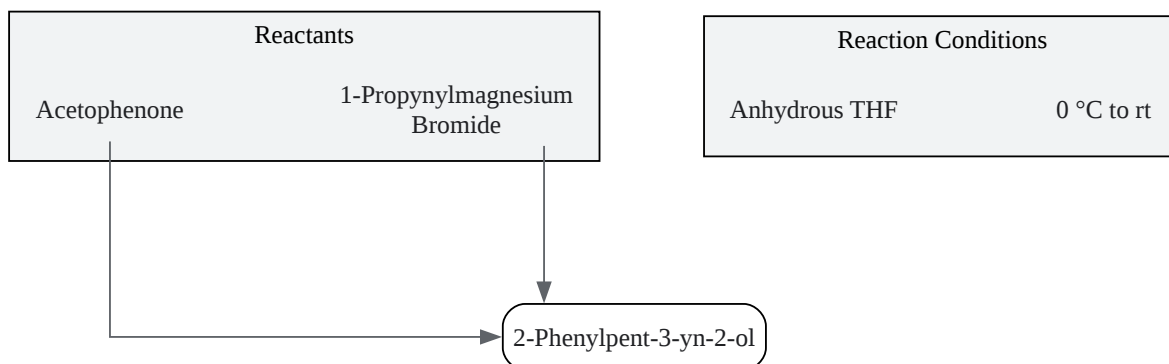 Reactants
Acetophenone
1-Propynylmagnesium
Bromide
Reaction Conditions
Anhydrous THF
0 °C to rt
2-Phenylpent-3-yn-2-ol